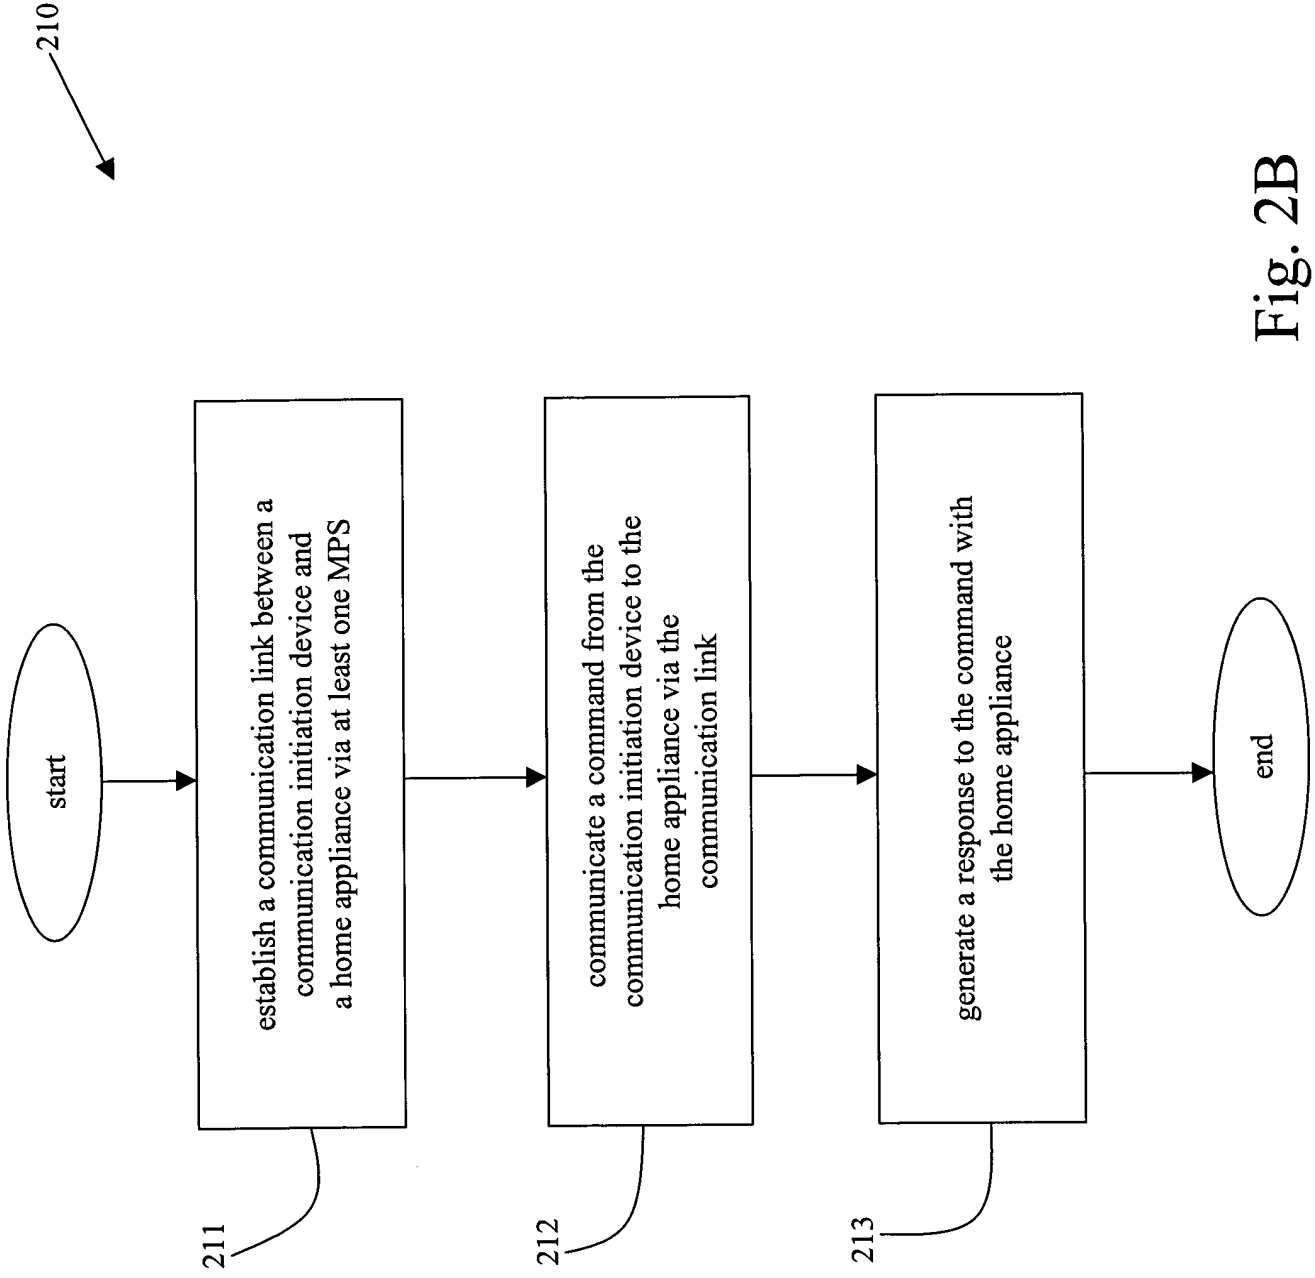 210
start
211
establish a communication link between a
communication initiation device and
a home appliance via at least one MPS
212
communicate a command from the
communication initiation device to the
home appliance via the
communication link
213
generate a response to the command with
the home appliance
end
Fig. 2B